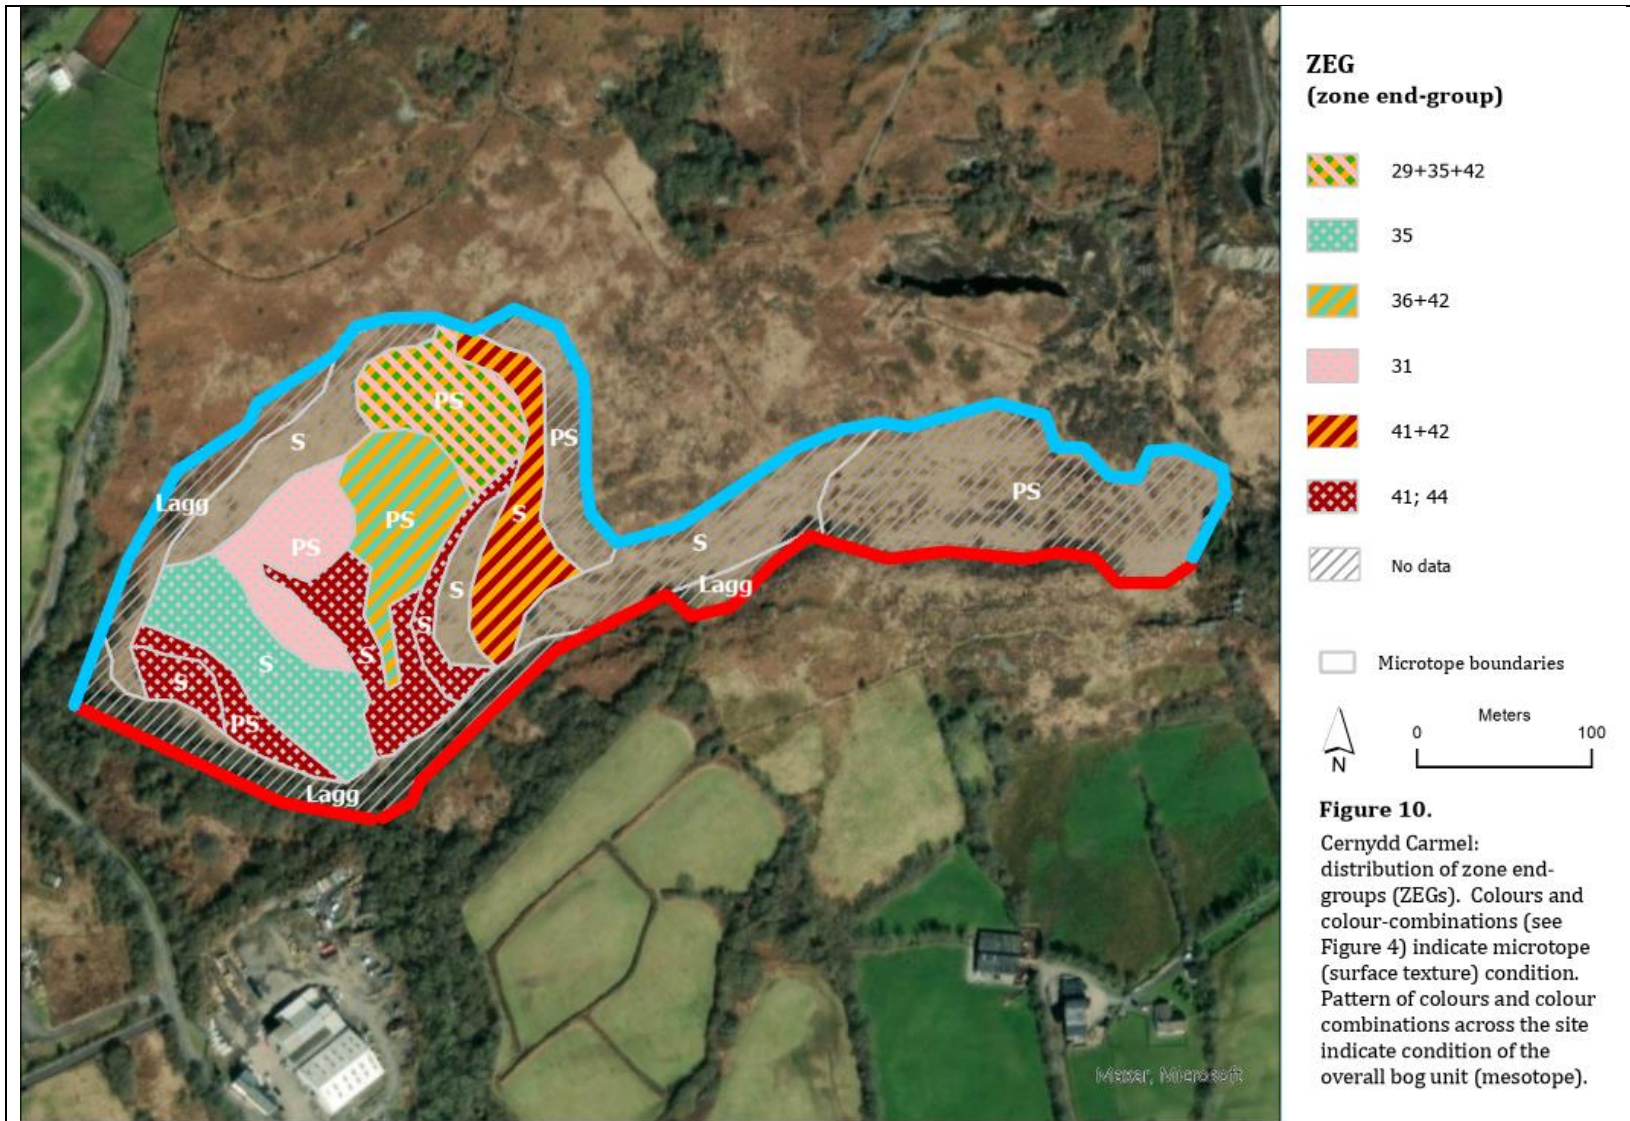 ZEG
(zone end-group)
29+35+42
35
36+42
31
41+42
41; 44
No data
Microtope boundaries
Meters
0 100
N
Figure 10.
Cernydd Carmel:
distribution of zone end-
groups (ZEGs). Colours and
colour-combinations (see
Figure 4) indicate microtope
(surface texture) condition.
Pattern of colours and colour
combinations across the site
indicate condition of the
overall bog unit (mesotope).
PS
S
PS
Lagg
PS
S
PS
PS
S
S
Lagg
S
S
S
S
PS
Lagg
Maxar, Microsoft